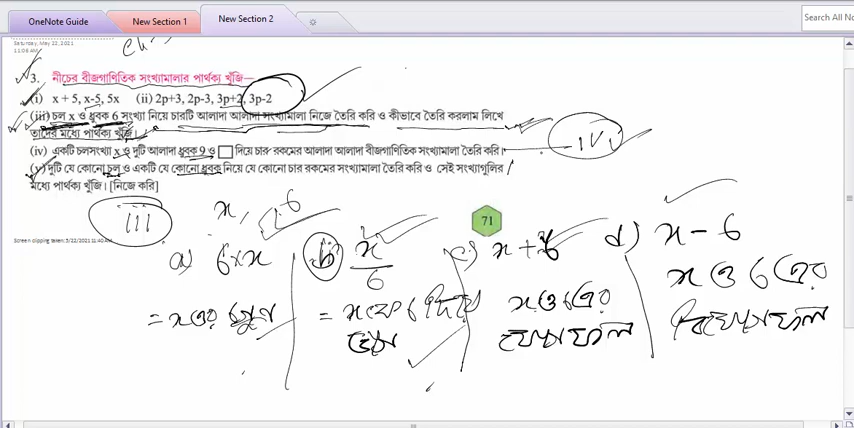 OneNote Guide
New Section 1
New Section 2
Search All No
Saturday, May 22, 2021
11:08 AM
3. নীচের বীজগাণিতিক সংখ্যামালার পার্থক্য খুঁজি—
(i) x + 5, x-5, 5x (ii) 2p+3, 2p-3, 3p+2, 3p-2
(iii) চল x ও ধ্রুবক 6 সংখ্যা নিয়ে চারটি আলাদা আলাদা সংখ্যামালা নিজে তৈরি করি ও কীভাবে তৈরি করলাম লিখে
তাদের মধ্যে পার্থক্য খুঁজি।
(iv) একটি চলসংখ্যা x ও দুটি আলাদা ধ্রুবক 9 ও □ দিয়ে চার রকমের আলাদা আলাদা বীজগাণিতিক সংখ্যামালা তৈরি করি।
iv
(v) দুটি যে কোনো চল ও একটি যে কোনো ধ্রুবক নিয়ে যে কোনো চার রকমের সংখ্যামালা তৈরি করি ও সেই সংখ্যাগুলির
মধ্যে পার্থক্য খুঁজি। [নিজে করি]
iii
x, 6
71
Screen clipping taken: 5/22/2021 11:40 AM
a) 6×x
b) x/6
c) x+6
d) x-6
= x এর 6 গুণ
= x কে 6 দিয়ে
ভাগ
x ও 6 এর
যোগফল
x ও 6 এর
বিয়োগফল